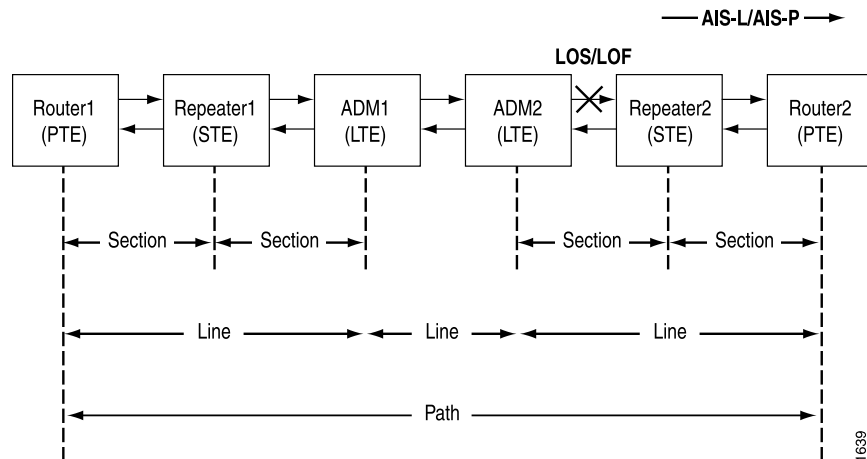 AIS-L/AIS-P
LOS/LOF
Router1
(PTE)
Repeater1
(STE)
ADM1
(LTE)
ADM2
(LTE)
Repeater2
(STE)
Router2
(PTE)
Section
Section
Section
Section
Line
Line
Line
Path
1639